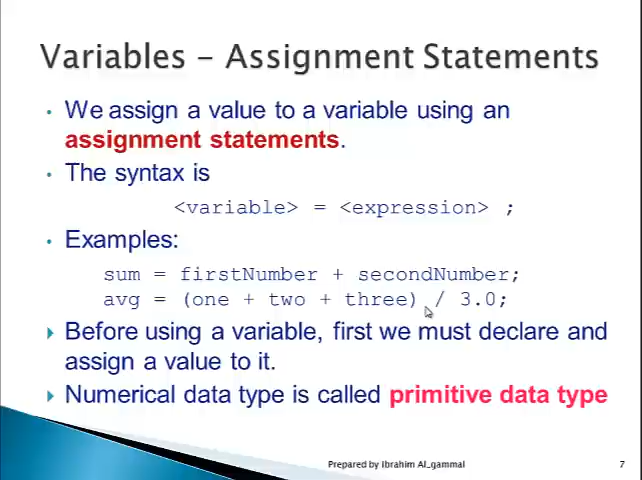 Variables – Assignment Statements
• We assign a value to a variable using an
assignment statements.
• The syntax is
<variable> = <expression> ;
• Examples:
sum = firstNumber + secondNumber;
avg = (one + two + three) / 3.0;
Before using a variable, first we must declare and
assign a value to it.
Numerical data type is called primitive data type
Prepared by Ibrahim Al_gammal
7